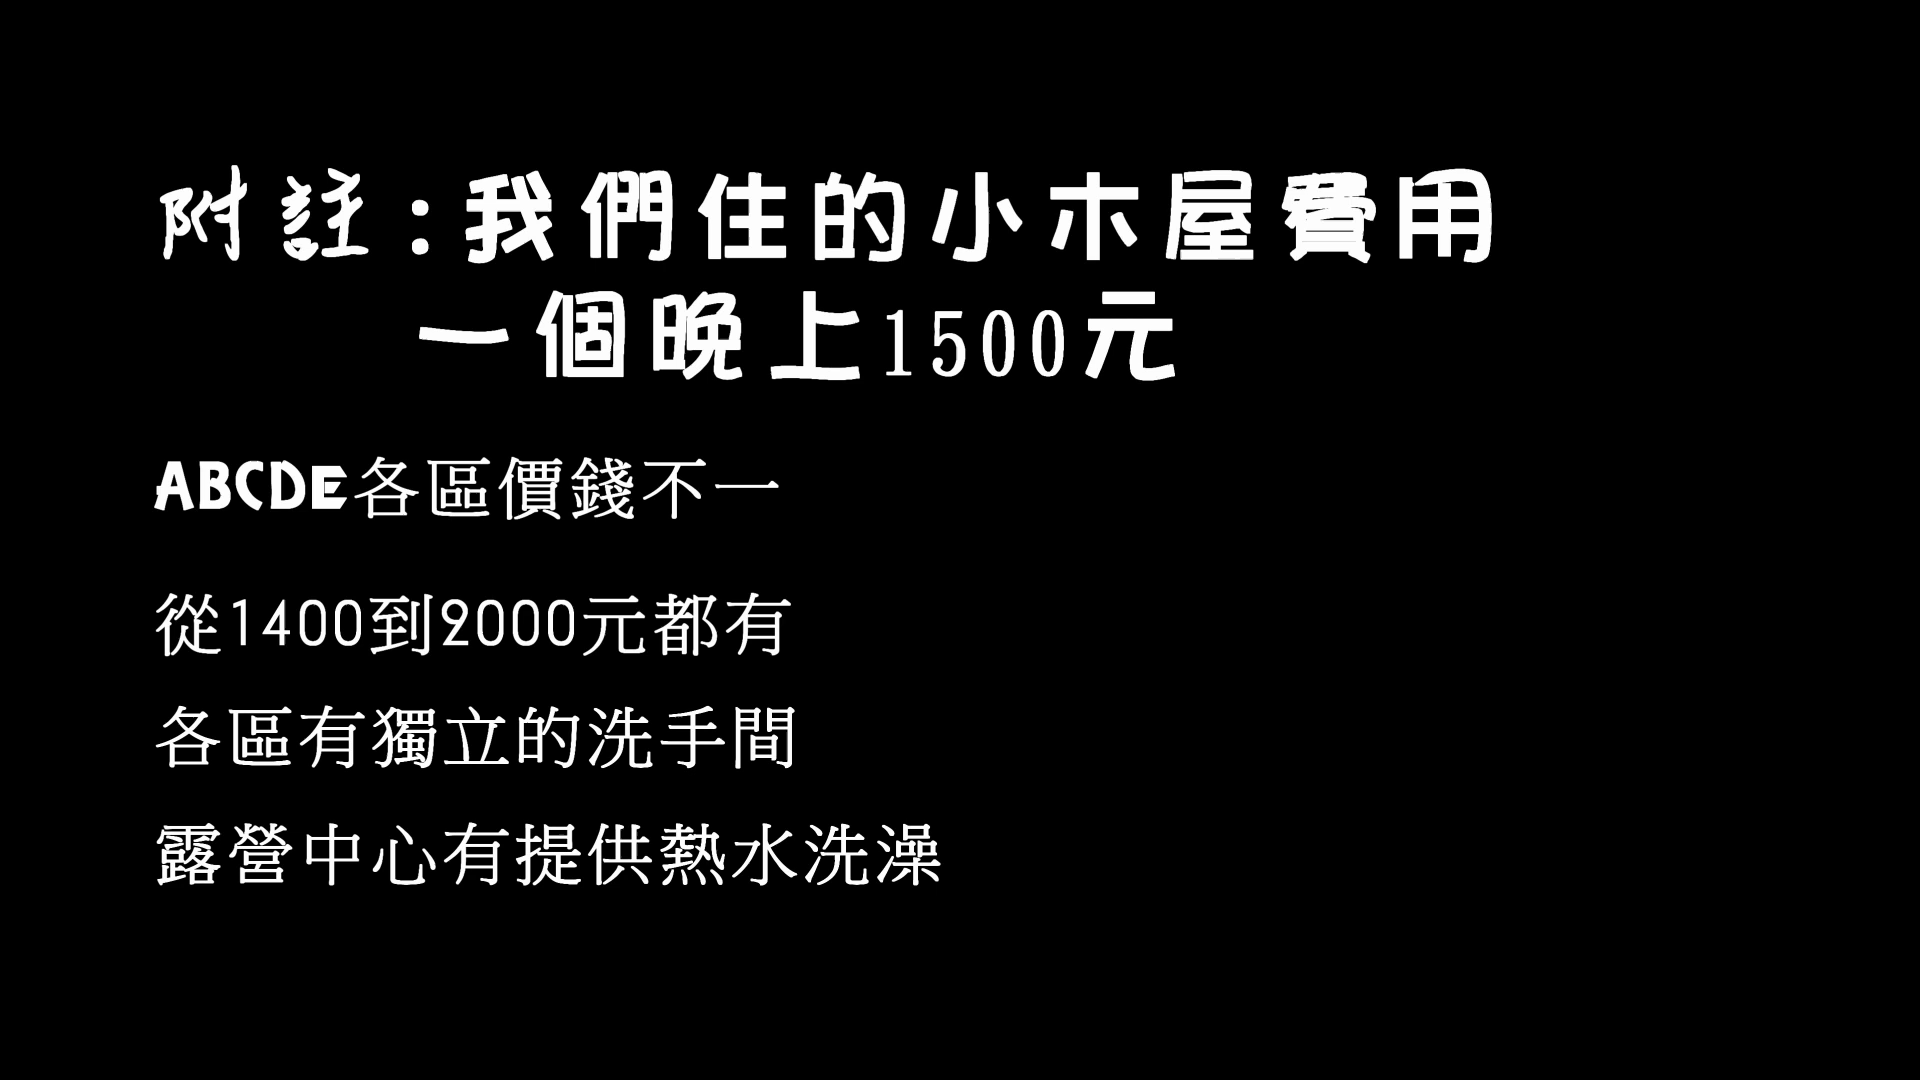 附註:我們住的小木屋費用
一個晚上1500元
ABCDE各區價錢不一
從1400到2000元都有
各區有獨立的洗手間
露營中心有提供熱水洗澡